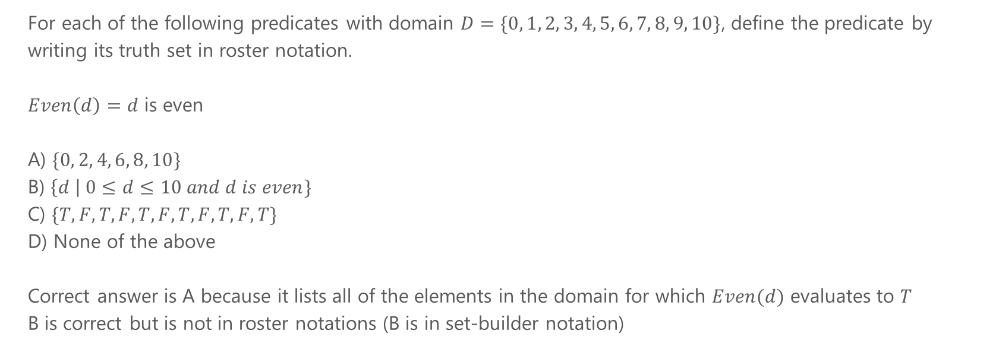 For each of the following predicates with domain D = {0, 1, 2, 3, 4, 5, 6, 7, 8, 9, 10}, define the predicate by
writing its truth set in roster notation.
Even(d) = d is even
A) {0, 2, 4, 6, 8, 10}
B) {d | 0 ≤ d ≤ 10 and d is even}
C) {T, F, T, F, T, F, T, F, T, F, T}
D) None of the above
Correct answer is A because it lists all of the elements in the domain for which Even(d) evaluates to T
B is correct but is not in roster notations (B is in set-builder notation)